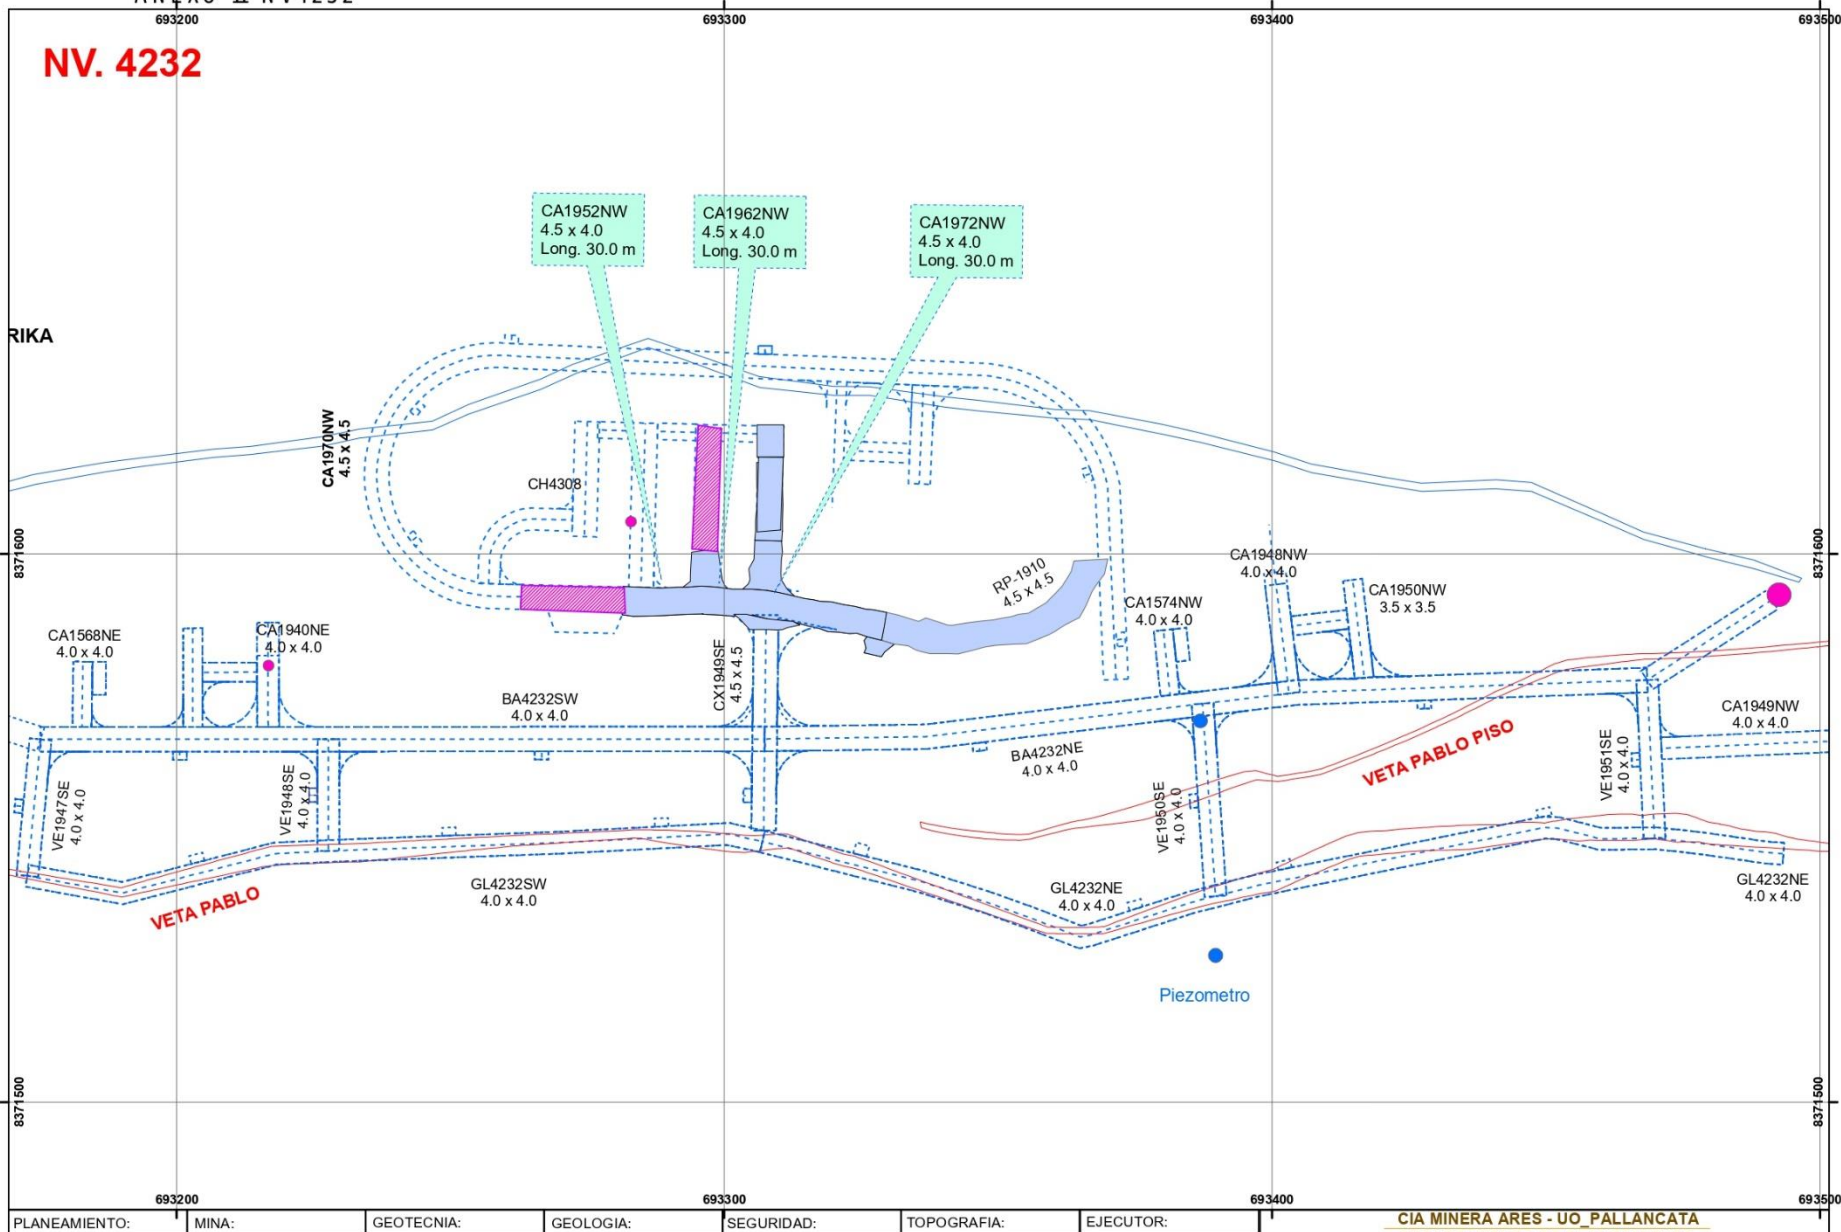 ANEXO II NV4232
693200
693300
693400
693500
NV. 4232
CA1952NW
4.5 x 4.0
Long. 30.0 m
CA1962NW
4.5 x 4.0
Long. 30.0 m
CA1972NW
4.5 x 4.0
Long. 30.0 m
RIKA
CA1970NW
4.5 x 4.5
CH4308
8371600
8371600
RP-1910
4.5 x 4.5
CA1948NW
4.0 x 4.0
CA1950NW
3.5 x 3.5
CA1574NW
4.0 x 4.0
CA1568NE
4.0 x 4.0
CA1940NE
4.0 x 4.0
CX1949SE
4.5 x 4.5
BA4232SW
4.0 x 4.0
BA4232NE
4.0 x 4.0
CA1949NW
4.0 x 4.0
VETA PABLO PISO
VE1947SE
4.0 x 4.0
VE1948SE
4.0 x 4.0
VE1950SE
4.0 x 4.0
VE1951SE
4.0 x 4.0
VETA PABLO
GL4232SW
4.0 x 4.0
GL4232NE
4.0 x 4.0
GL4232NE
4.0 x 4.0
Piezometro
8371500
8371500
693200
693300
693400
693500
PLANEAMIENTO:
MINA:
GEOTECNIA:
GEOLOGIA:
SEGURIDAD:
TOPOGRAFIA:
EJECUTOR:
CIA MINERA ARES - UO_PALLANCATA